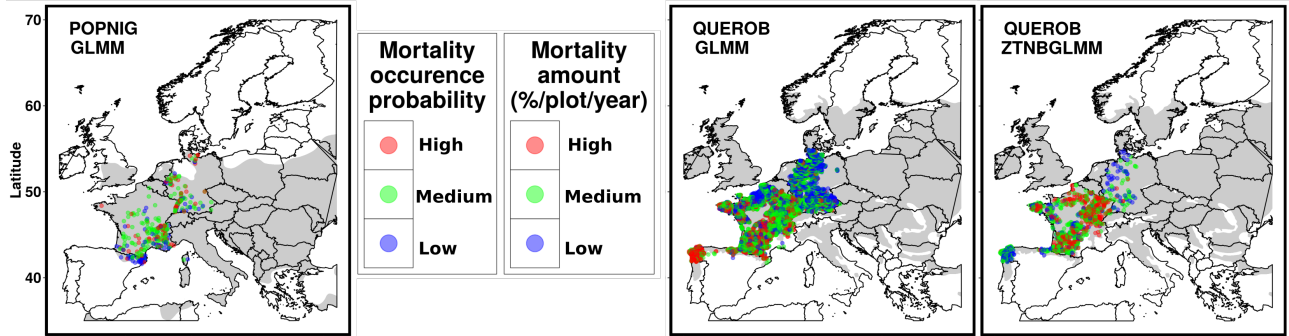 70
60
50
40
Latitude
POPNIG
GLMM
Mortality
occurence
probability
High
Medium
Low
Mortality
amount
(%/plot/year)
High
Medium
Low
QUEROB
GLMM
QUEROB
ZTNBGLMM